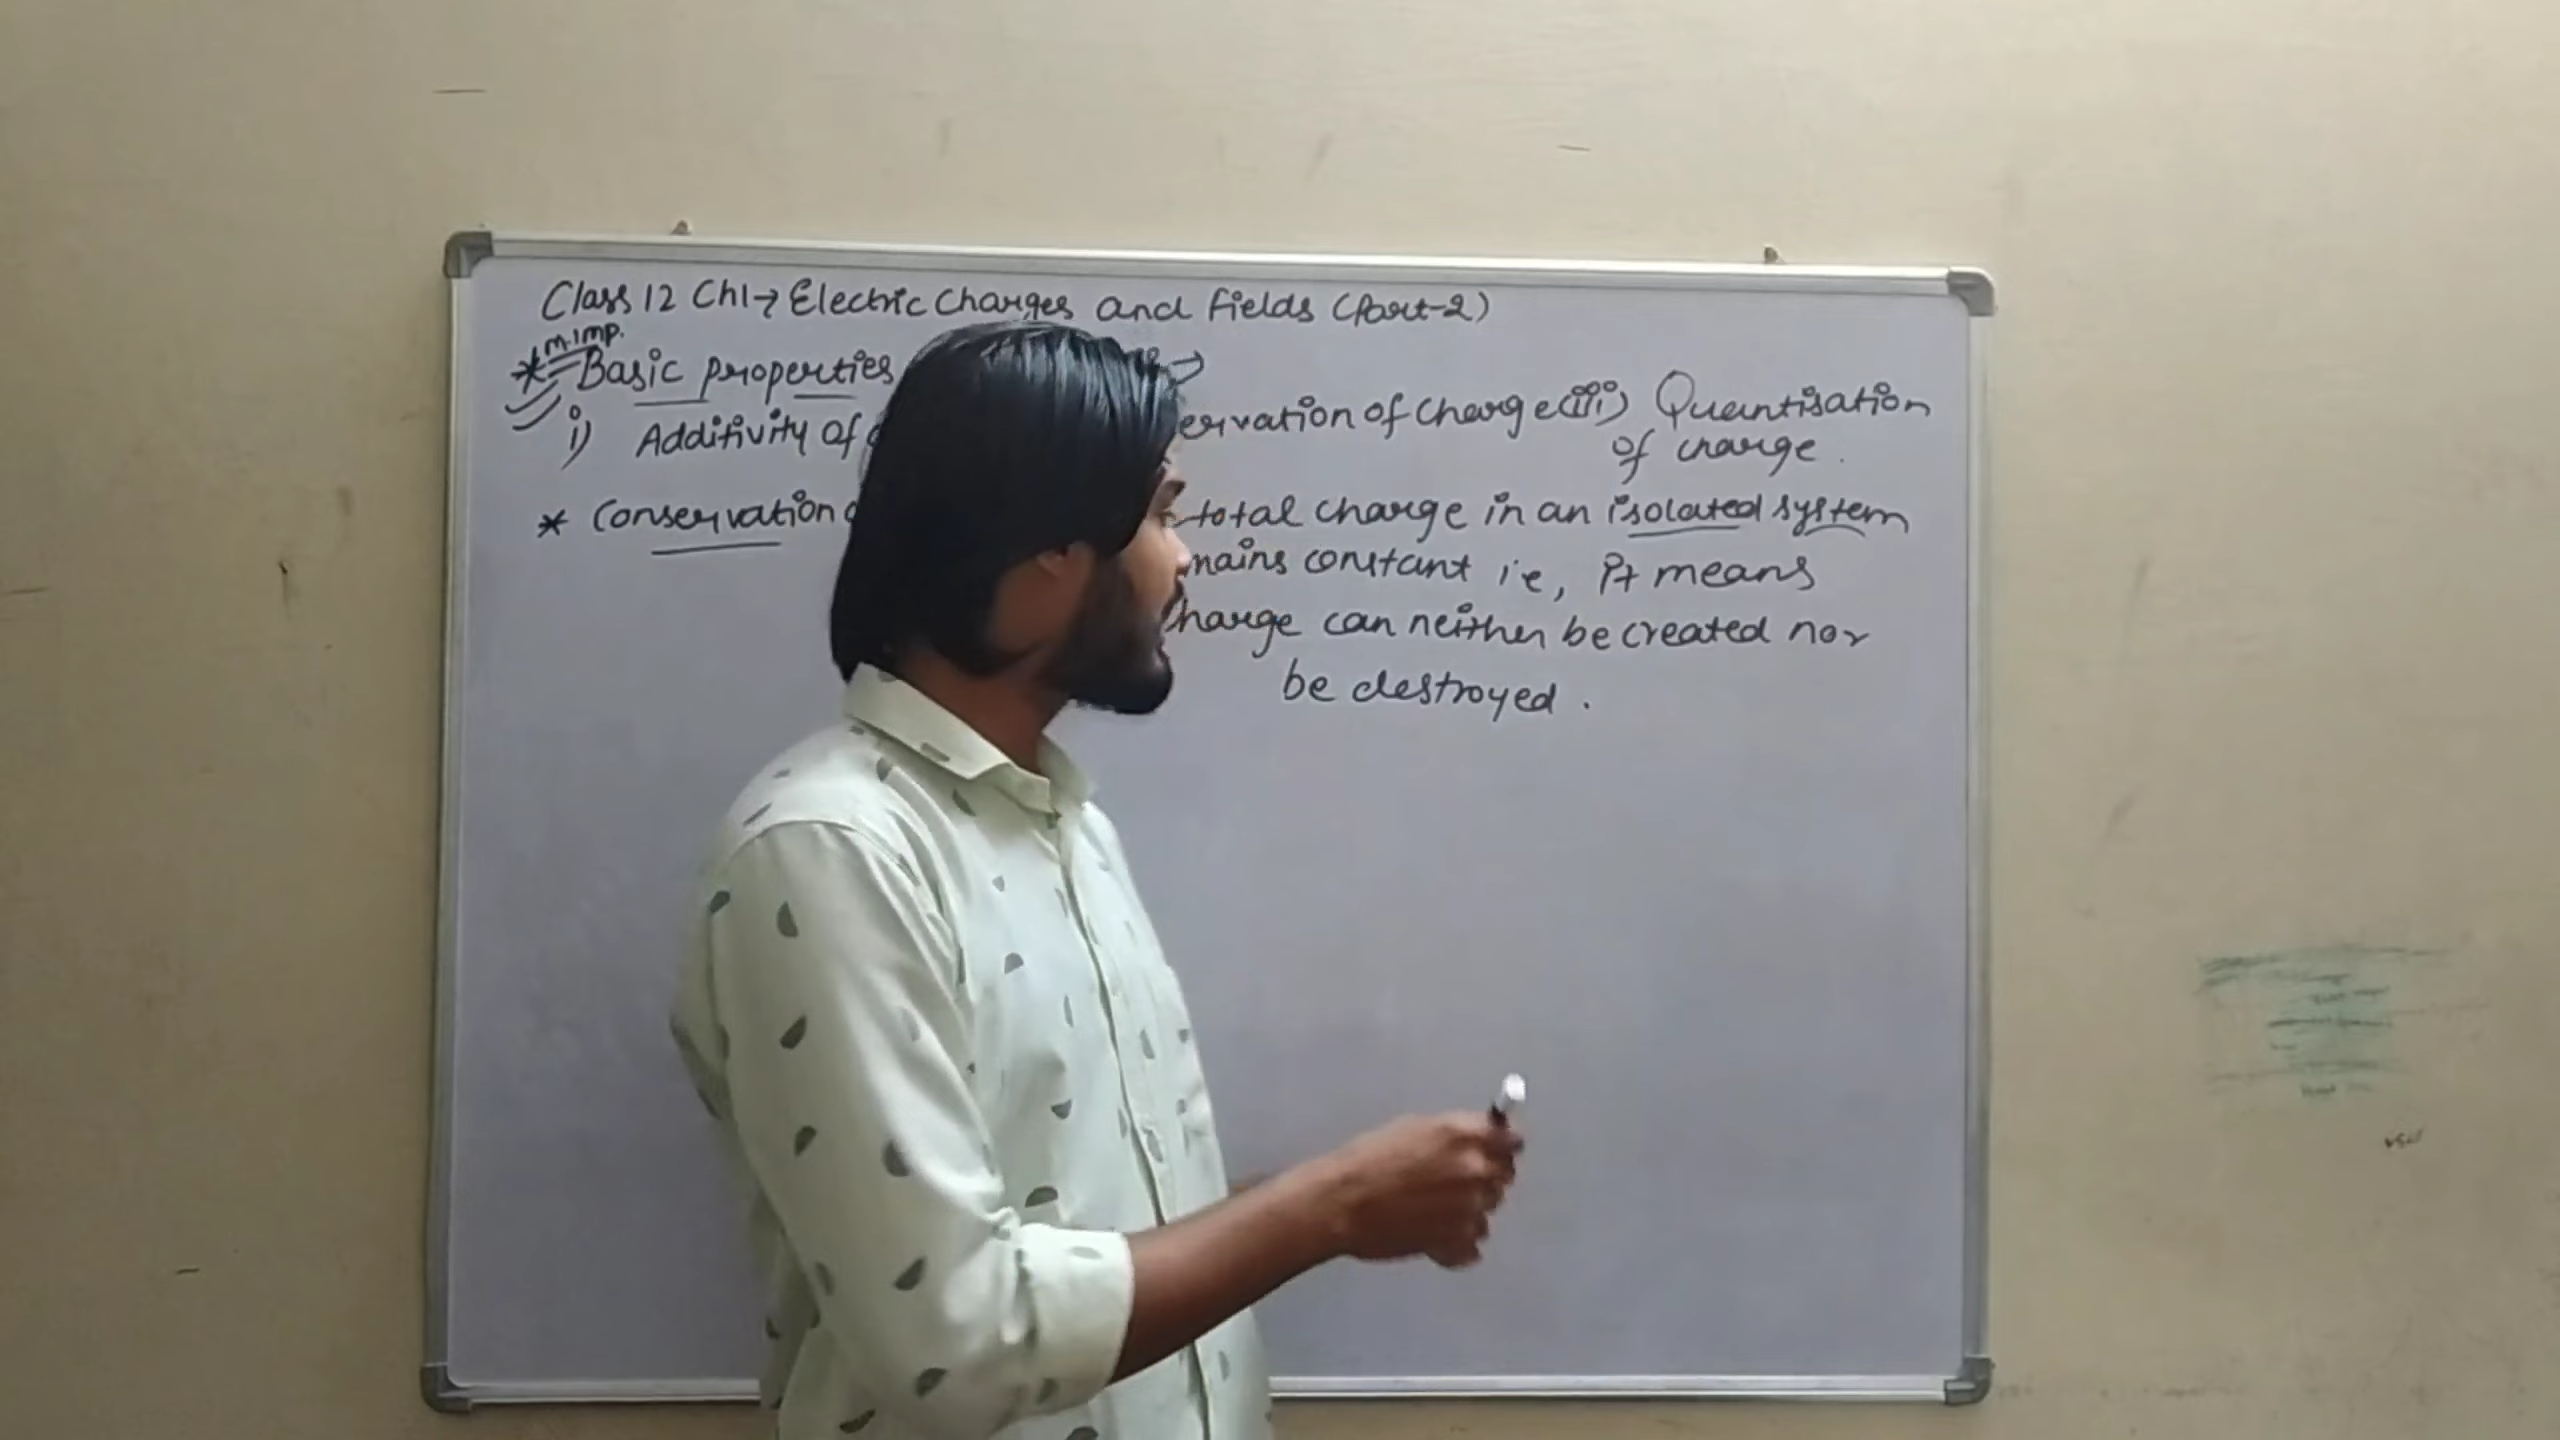 Class 12 Ch1→ Electric Charges and Fields (Part-2)
m.imp.
* Basic properties
i) Additivity of ervation of Charge (iii) Quantisation
of charge.
* Conservation total charge in an isolated system
mains constant i.e, it means
harge can neither be created nor
be destroyed.